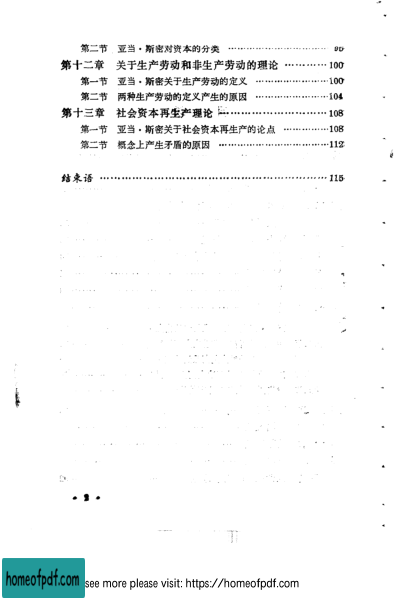 第二节 亚当·斯密对资本的分类 ………………… 95
第十二章 关于生产劳动和非生产劳动的理论 ………… 100
第一节 亚当·斯密关于生产劳动的定义 ……………… 100
第二节 两种生产劳动的定义产生的原因 ……………… 104
第十三章 社会资本再生产理论 …………………… 108
第一节 亚当·斯密关于社会资本再生产的论点 ………… 108
第二节 概念上产生矛盾的原因 …………………… 112
结束语 ………………………………………… 115
homeofpdf.com see more please visit: https://homeofpdf.com